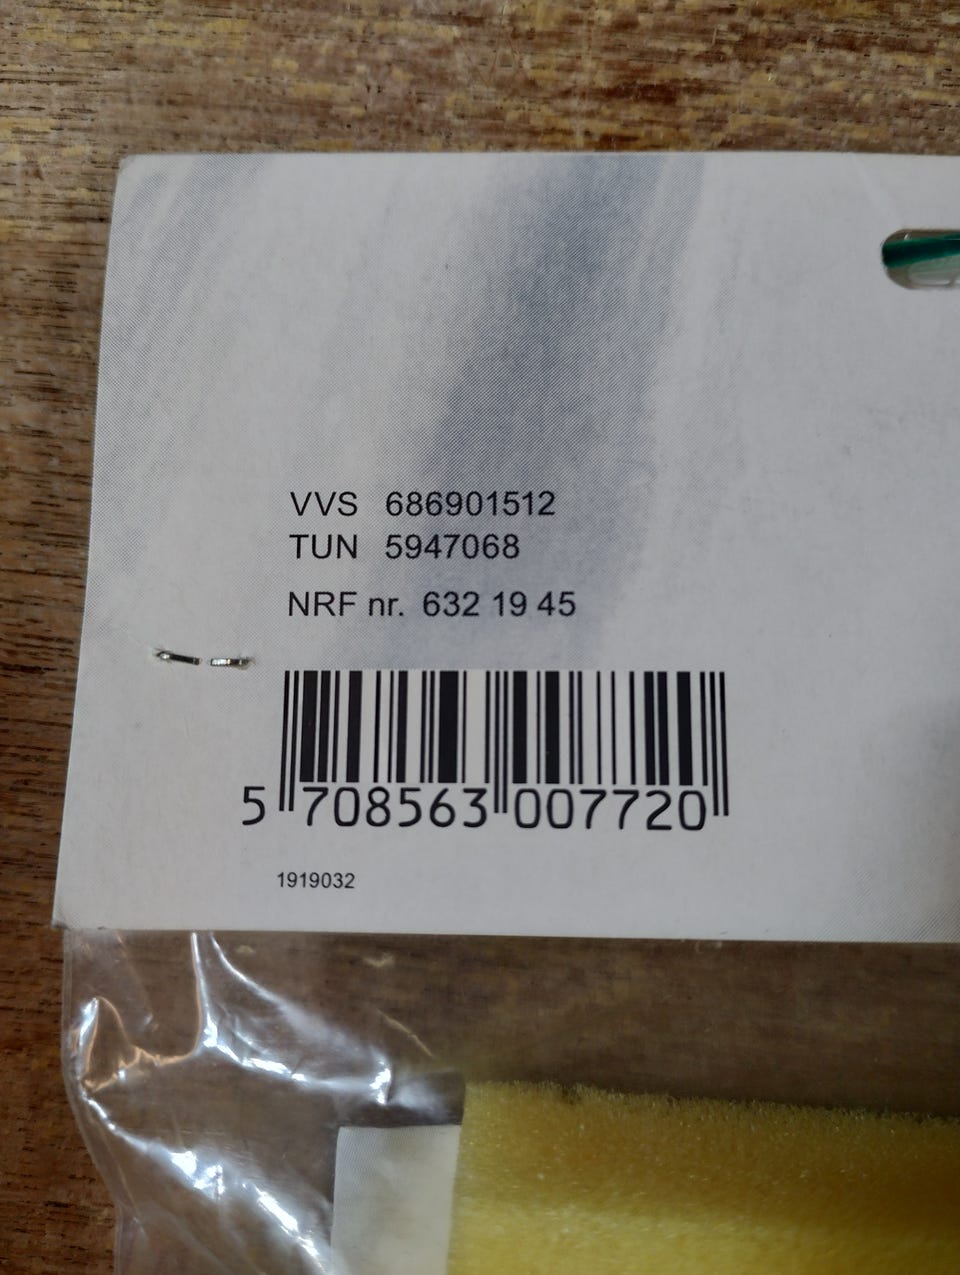 VVS 686901512
TUN 5947068
NRF nr. 632 19 45
5 708563 007720
1919032